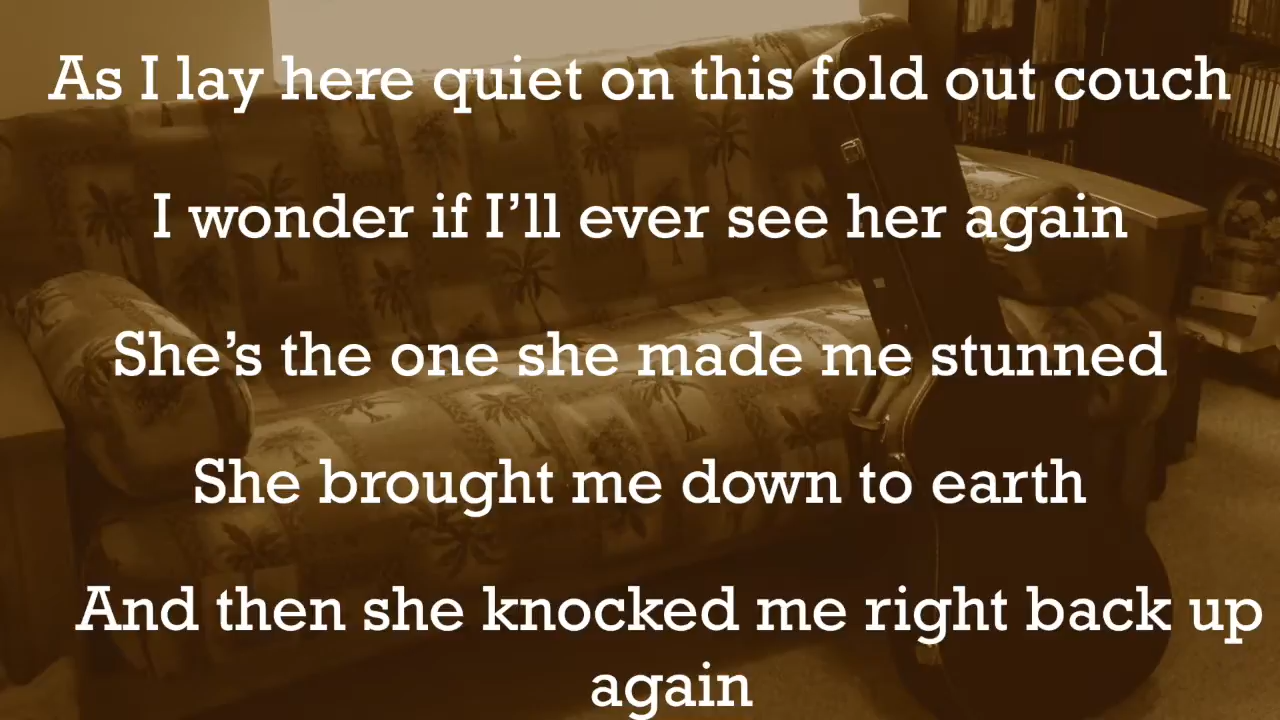 As I lay here quiet on this fold out couch
I wonder if I’ll ever see her again
She’s the one she made me stunned
She brought me down to earth
And then she knocked me right back up
again